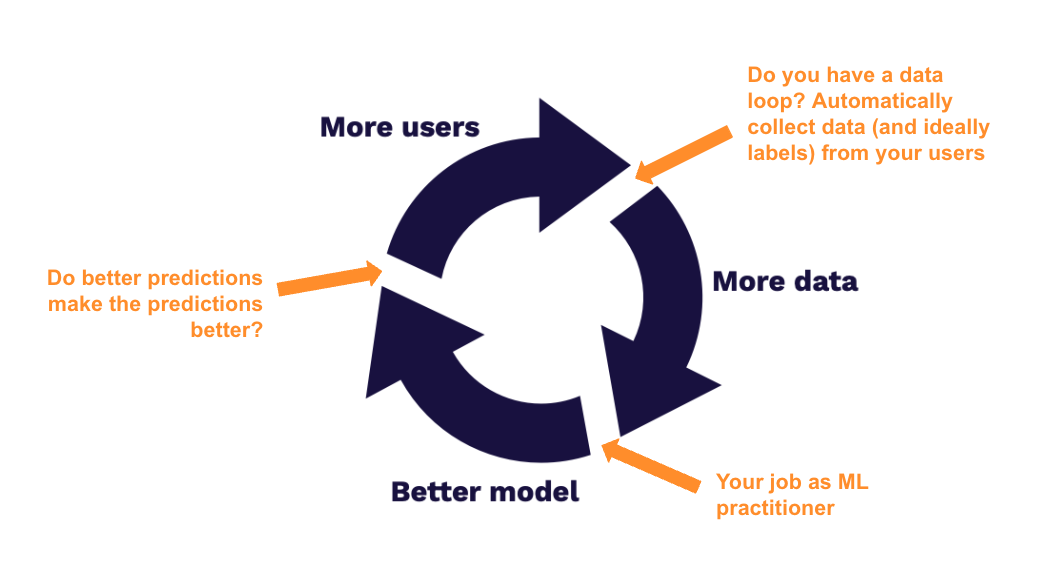 Do you have a data
loop? Automatically
collect data (and ideally
labels) from your users
More users
More data
Do better predictions
make the predictions
better?
Your job as ML
practitioner
Better model